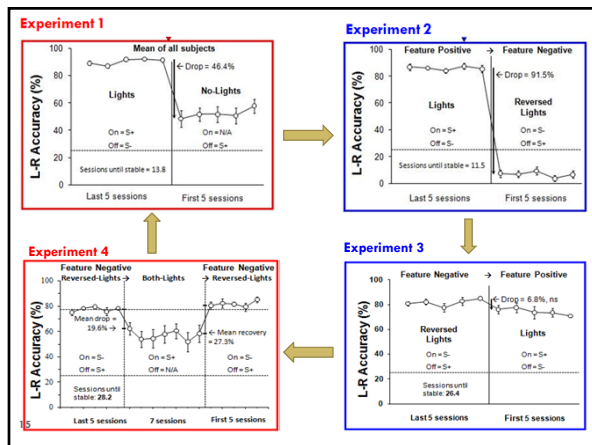 Experiment 1
Mean of all subjects
L-R Accuracy (%)
100
80
60
40
20
0
← Drop = 46.4%
Lights
No-Lights
On = S+
On = N/A
Off = S-
Off = S+
Sessions until stable = 13.8
Last 5 sessions
First 5 sessions
Experiment 2
Feature Positive → Feature Negative
L-R Accuracy (%)
100
80
60
40
20
0
← Drop = 91.5%
Lights
Reversed
Lights
On = S+
On = S-
Off = S-
Off = S+
Sessions until stable = 11.5
Last 5 sessions
First 5 sessions
Experiment 4
Feature Negative
Feature Negative
Reversed-Lights → Both-Lights → Reversed-Lights
L-R Accuracy (%)
100
80
60
40
20
0
Mean drop =
19.6% →
← Mean recovery
= 27.3%
On = S-
On = S+
On = S-
Off = S+
Off = N/A
Off = S+
Sessions until
stable: 28.2
Last 5 sessions
7 sessions
First 5 sessions
Experiment 3
Feature Negative → Feature Positive
L-R Accuracy (%)
100
80
60
40
20
0
← Drop = 6.8%, ns
Reversed
Lights
Lights
On = S-
On = S+
Off = S+
Off = S-
Sessions until
stable: 26.4
Last 5 sessions
First 5 sessions
15